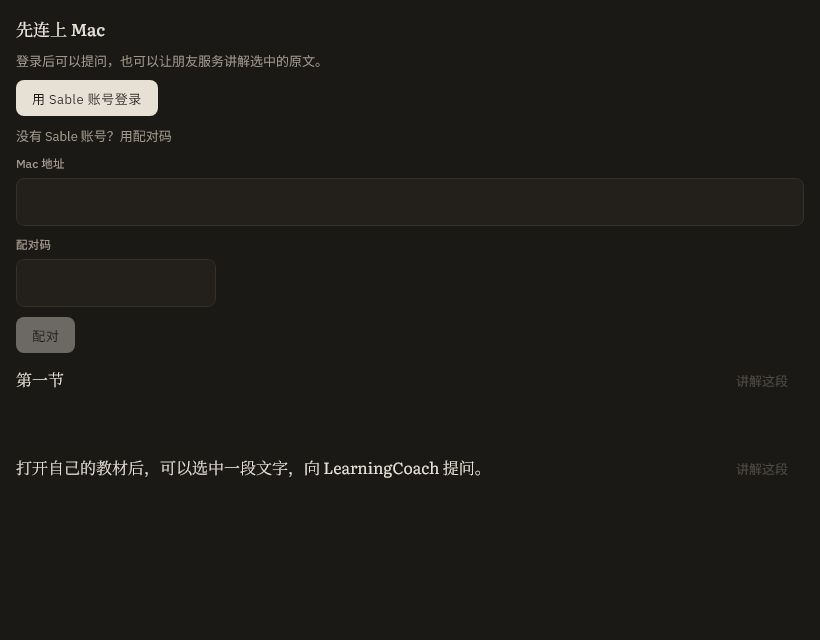 先连上 Mac
登录后可以提问，也可以让朋友服务讲解选中的原文。
用 Sable 账号登录
没有 Sable 账号？用配对码
Mac 地址
配对码
配对
第一节 讲解这段
打开自己的教材后，可以选中一段文字，向 LearningCoach 提问。 讲解这段